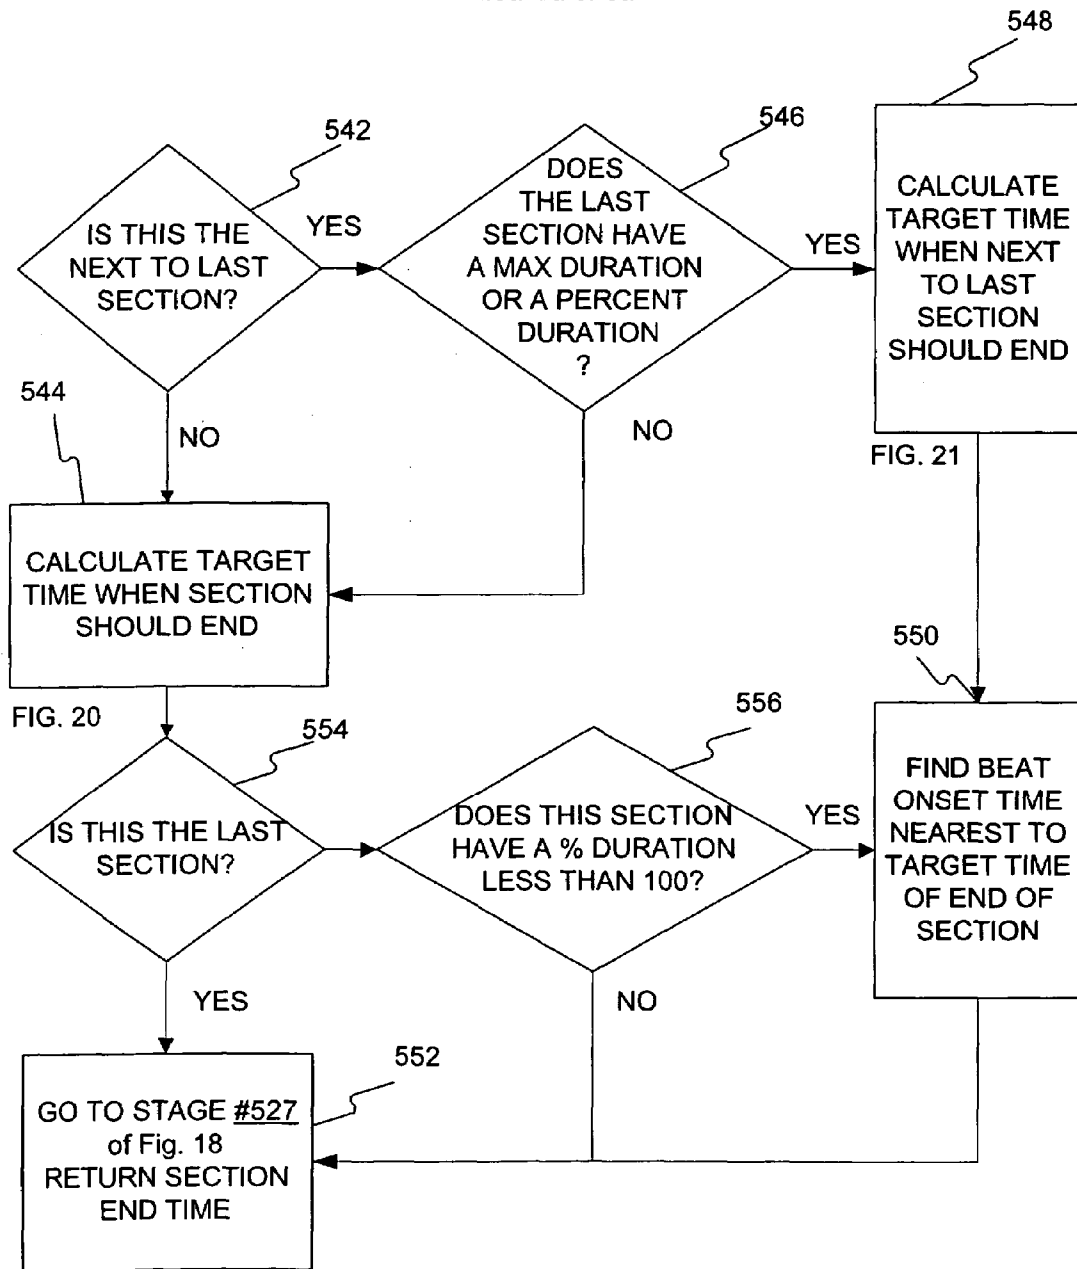 548
542
546
IS THIS THE
NEXT TO LAST
SECTION?
YES
DOES
THE LAST
SECTION HAVE
A MAX DURATION
OR A PERCENT
DURATION
?
YES
CALCULATE
TARGET TIME
WHEN NEXT
TO LAST
SECTION
SHOULD END
544
NO
NO
FIG. 21
CALCULATE TARGET
TIME WHEN SECTION
SHOULD END
550
FIG. 20
554
556
IS THIS THE LAST
SECTION?
DOES THIS SECTION
HAVE A % DURATION
LESS THAN 100?
YES
FIND BEAT
ONSET TIME
NEAREST TO
TARGET TIME
OF END OF
SECTION
YES
NO
552
GO TO STAGE #527
of Fig. 18
RETURN SECTION
END TIME